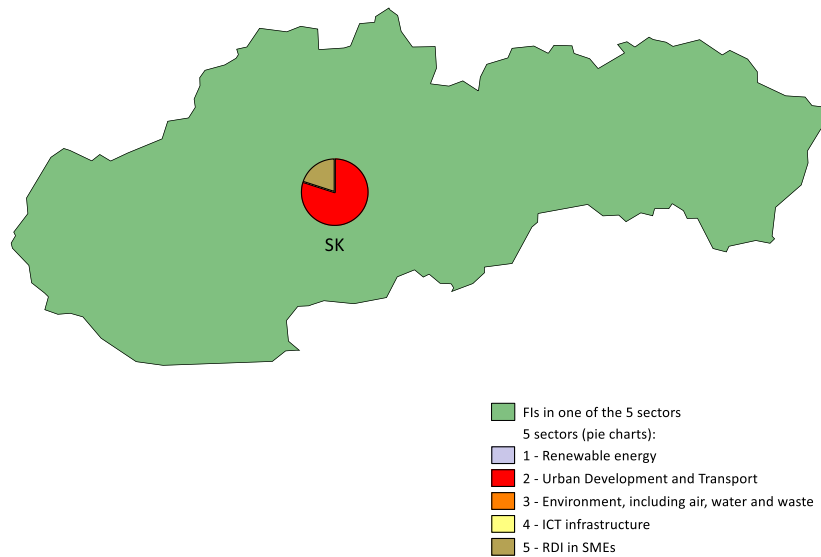 SK
FIs in one of the 5 sectors
5 sectors (pie charts):
1 - Renewable energy
2 - Urban Development and Transport
3 - Environment, including air, water and waste
4 - ICT infrastructure
5 - RDI in SMEs